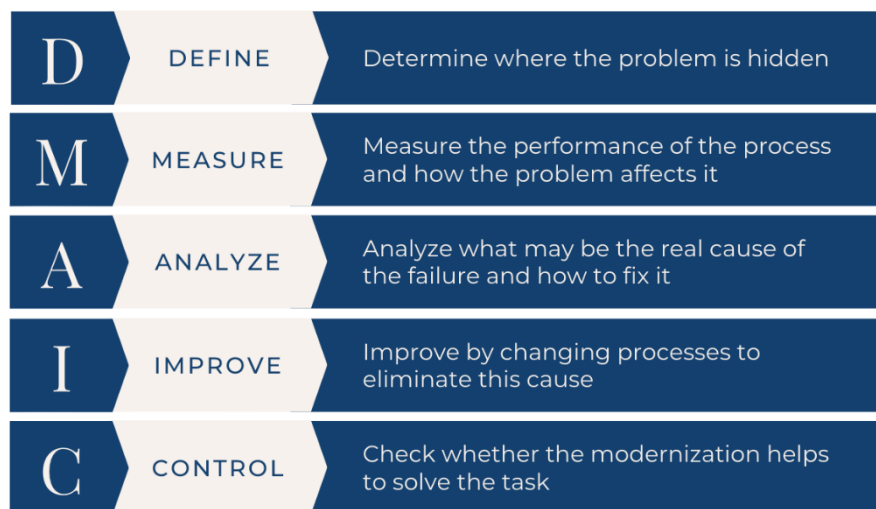 D
DEFINE
Determine where the problem is hidden
M
MEASURE
Measure the performance of the process
and how the problem affects it
A
ANALYZE
Analyze what may be the real cause of
the failure and how to fix it
I
IMPROVE
Improve by changing processes to
eliminate this cause
C
CONTROL
Check whether the modernization helps
to solve the task